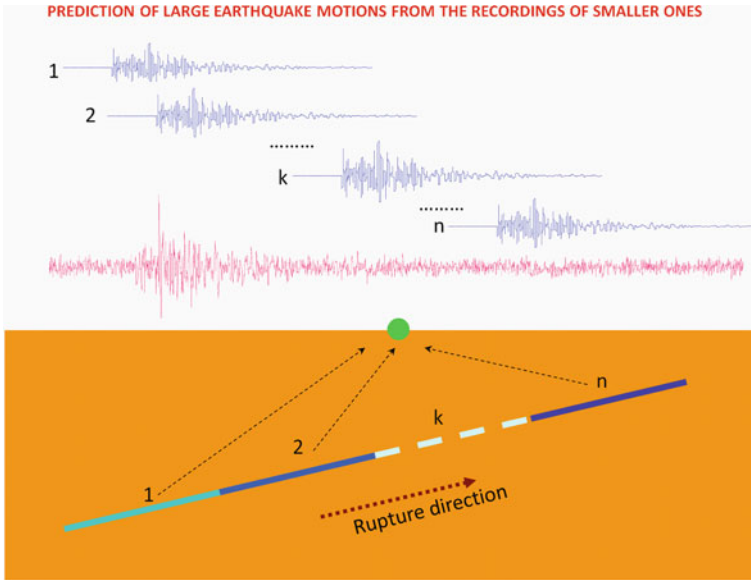 PREDICTION OF LARGE EARTHQUAKE MOTIONS FROM THE RECORDINGS OF SMALLER ONES
1
2
.........
k
.........
n
n
k
2
1
Rupture direction